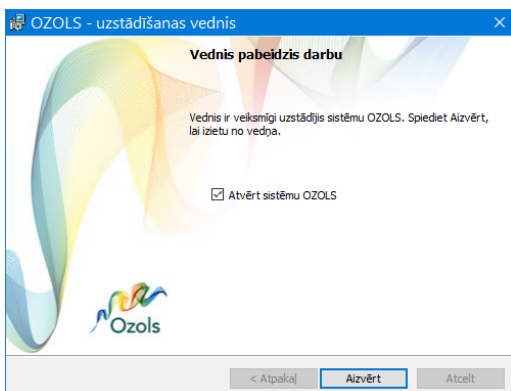 OZOLS - uzstādīšanas vednis
Vednis pabeidzis darbu
Vednis ir veiksmīgi uzstādījis sistēmu OZOLS. Spiediet Aizvērt,
lai izietu no vedņa.
Atvērt sistēmu OZOLS
Ozols
< Atpakaļ
Aizvērt
Atcelt